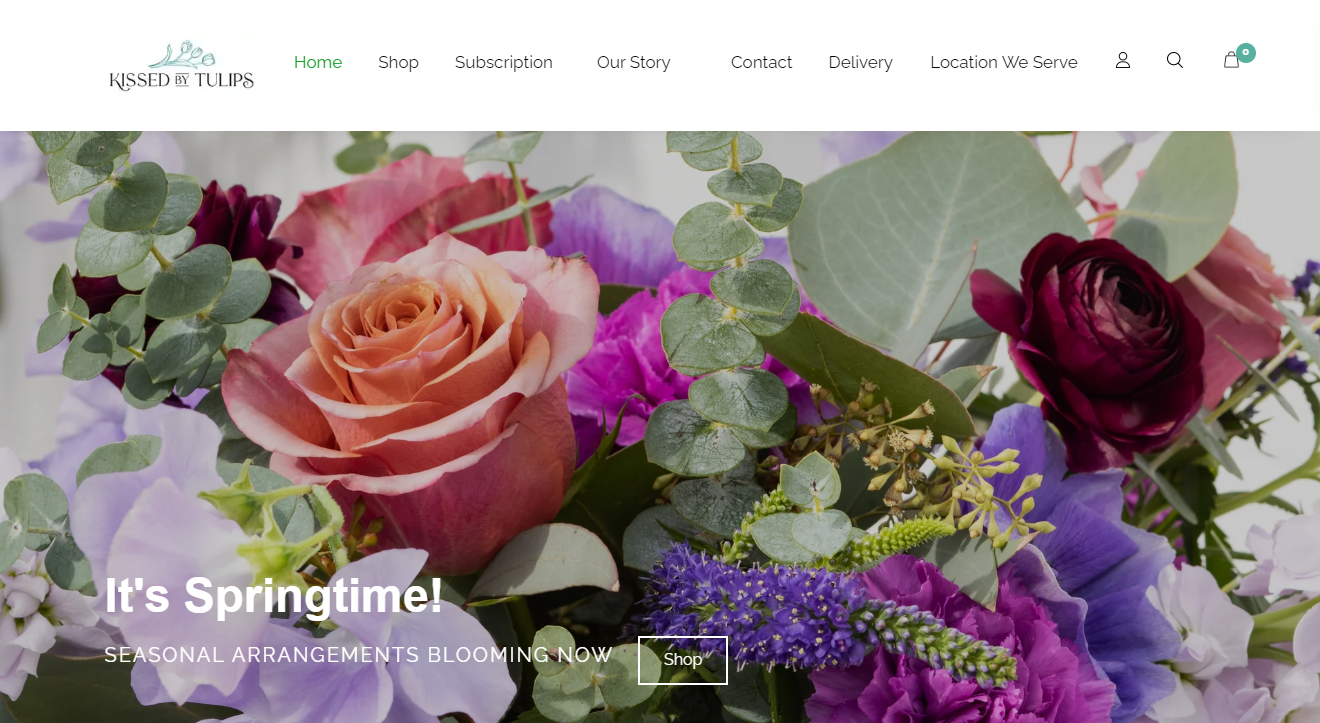 KISSED BY TULIPS
Home Shop Subscription Our Story Contact Delivery Location We Serve
0
It's Springtime!
SEASONAL ARRANGEMENTS BLOOMING NOW
Shop